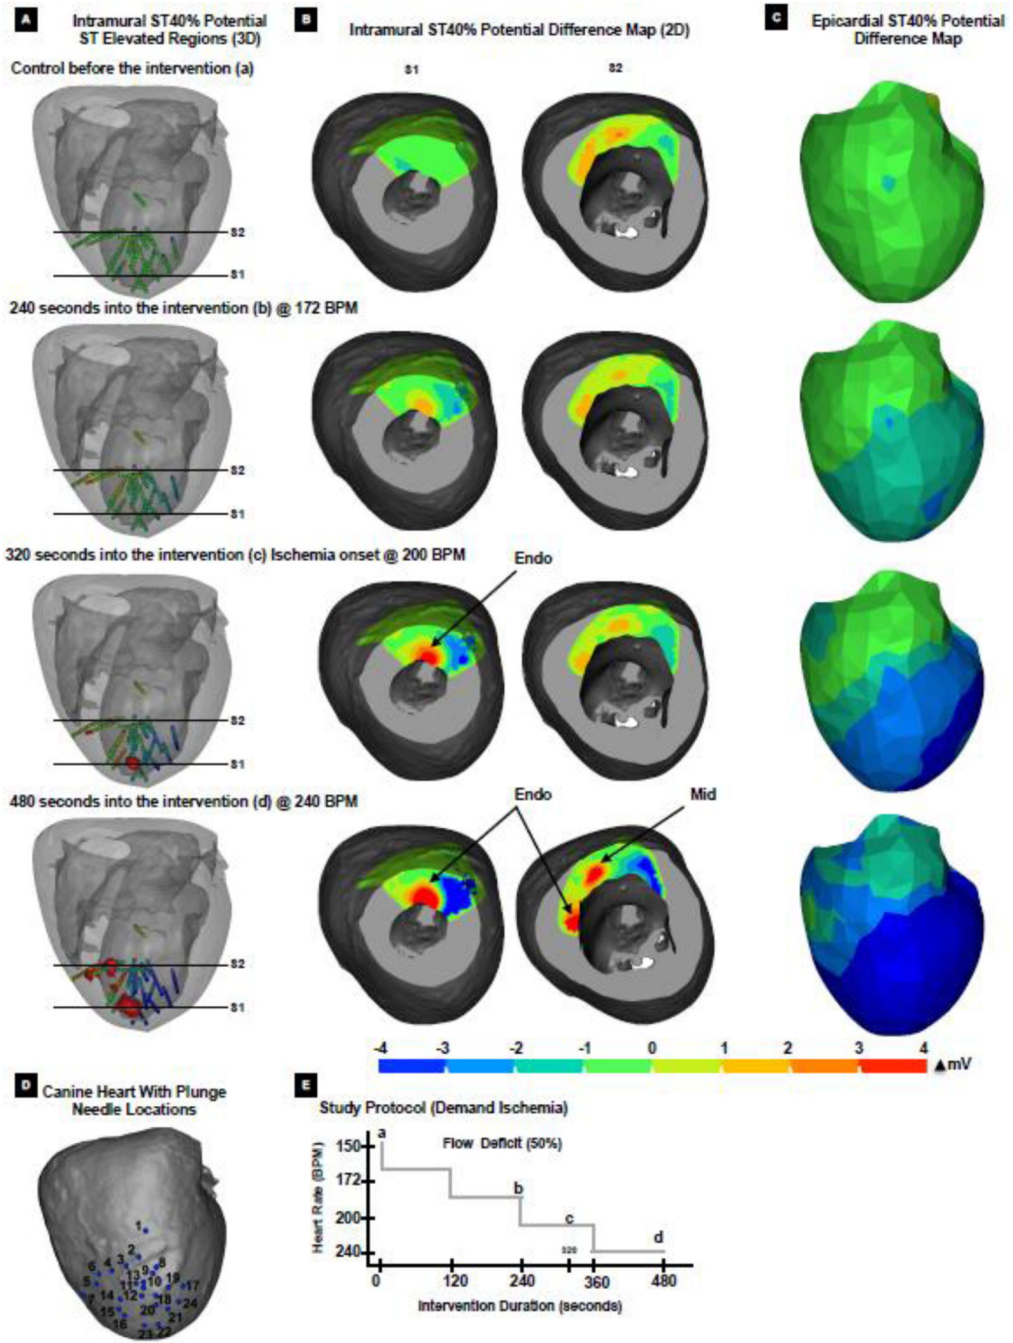 A Intramural ST40% Potential
ST Elevated Regions (3D)
B Intramural ST40% Potential Difference Map (2D)
C Epicardial ST40% Potential
Difference Map
Control before the intervention (a)
S1 S2
S2
S1
240 seconds into the intervention (b) @ 172 BPM
S2
S1
320 seconds into the intervention (c) Ischemia onset @ 200 BPM
Endo
S2
S1
480 seconds into the intervention (d) @ 240 BPM
Endo Mid
S2
S1
-4 -3 -2 -1 0 1 2 3 4
▲mV
D Canine Heart With Plunge
Needle Locations
1
2
3
4
8
6
9
13
5
11
10
19
17
7
14
12
18
24
15
20
21
16
23
22
E
Study Protocol (Demand Ischemia)
Flow Deficit (50%)
Heart Rate (BPM)
150
172
200
240
a
b
c
d
320
0 120 240 360 480
Intervention Duration (seconds)